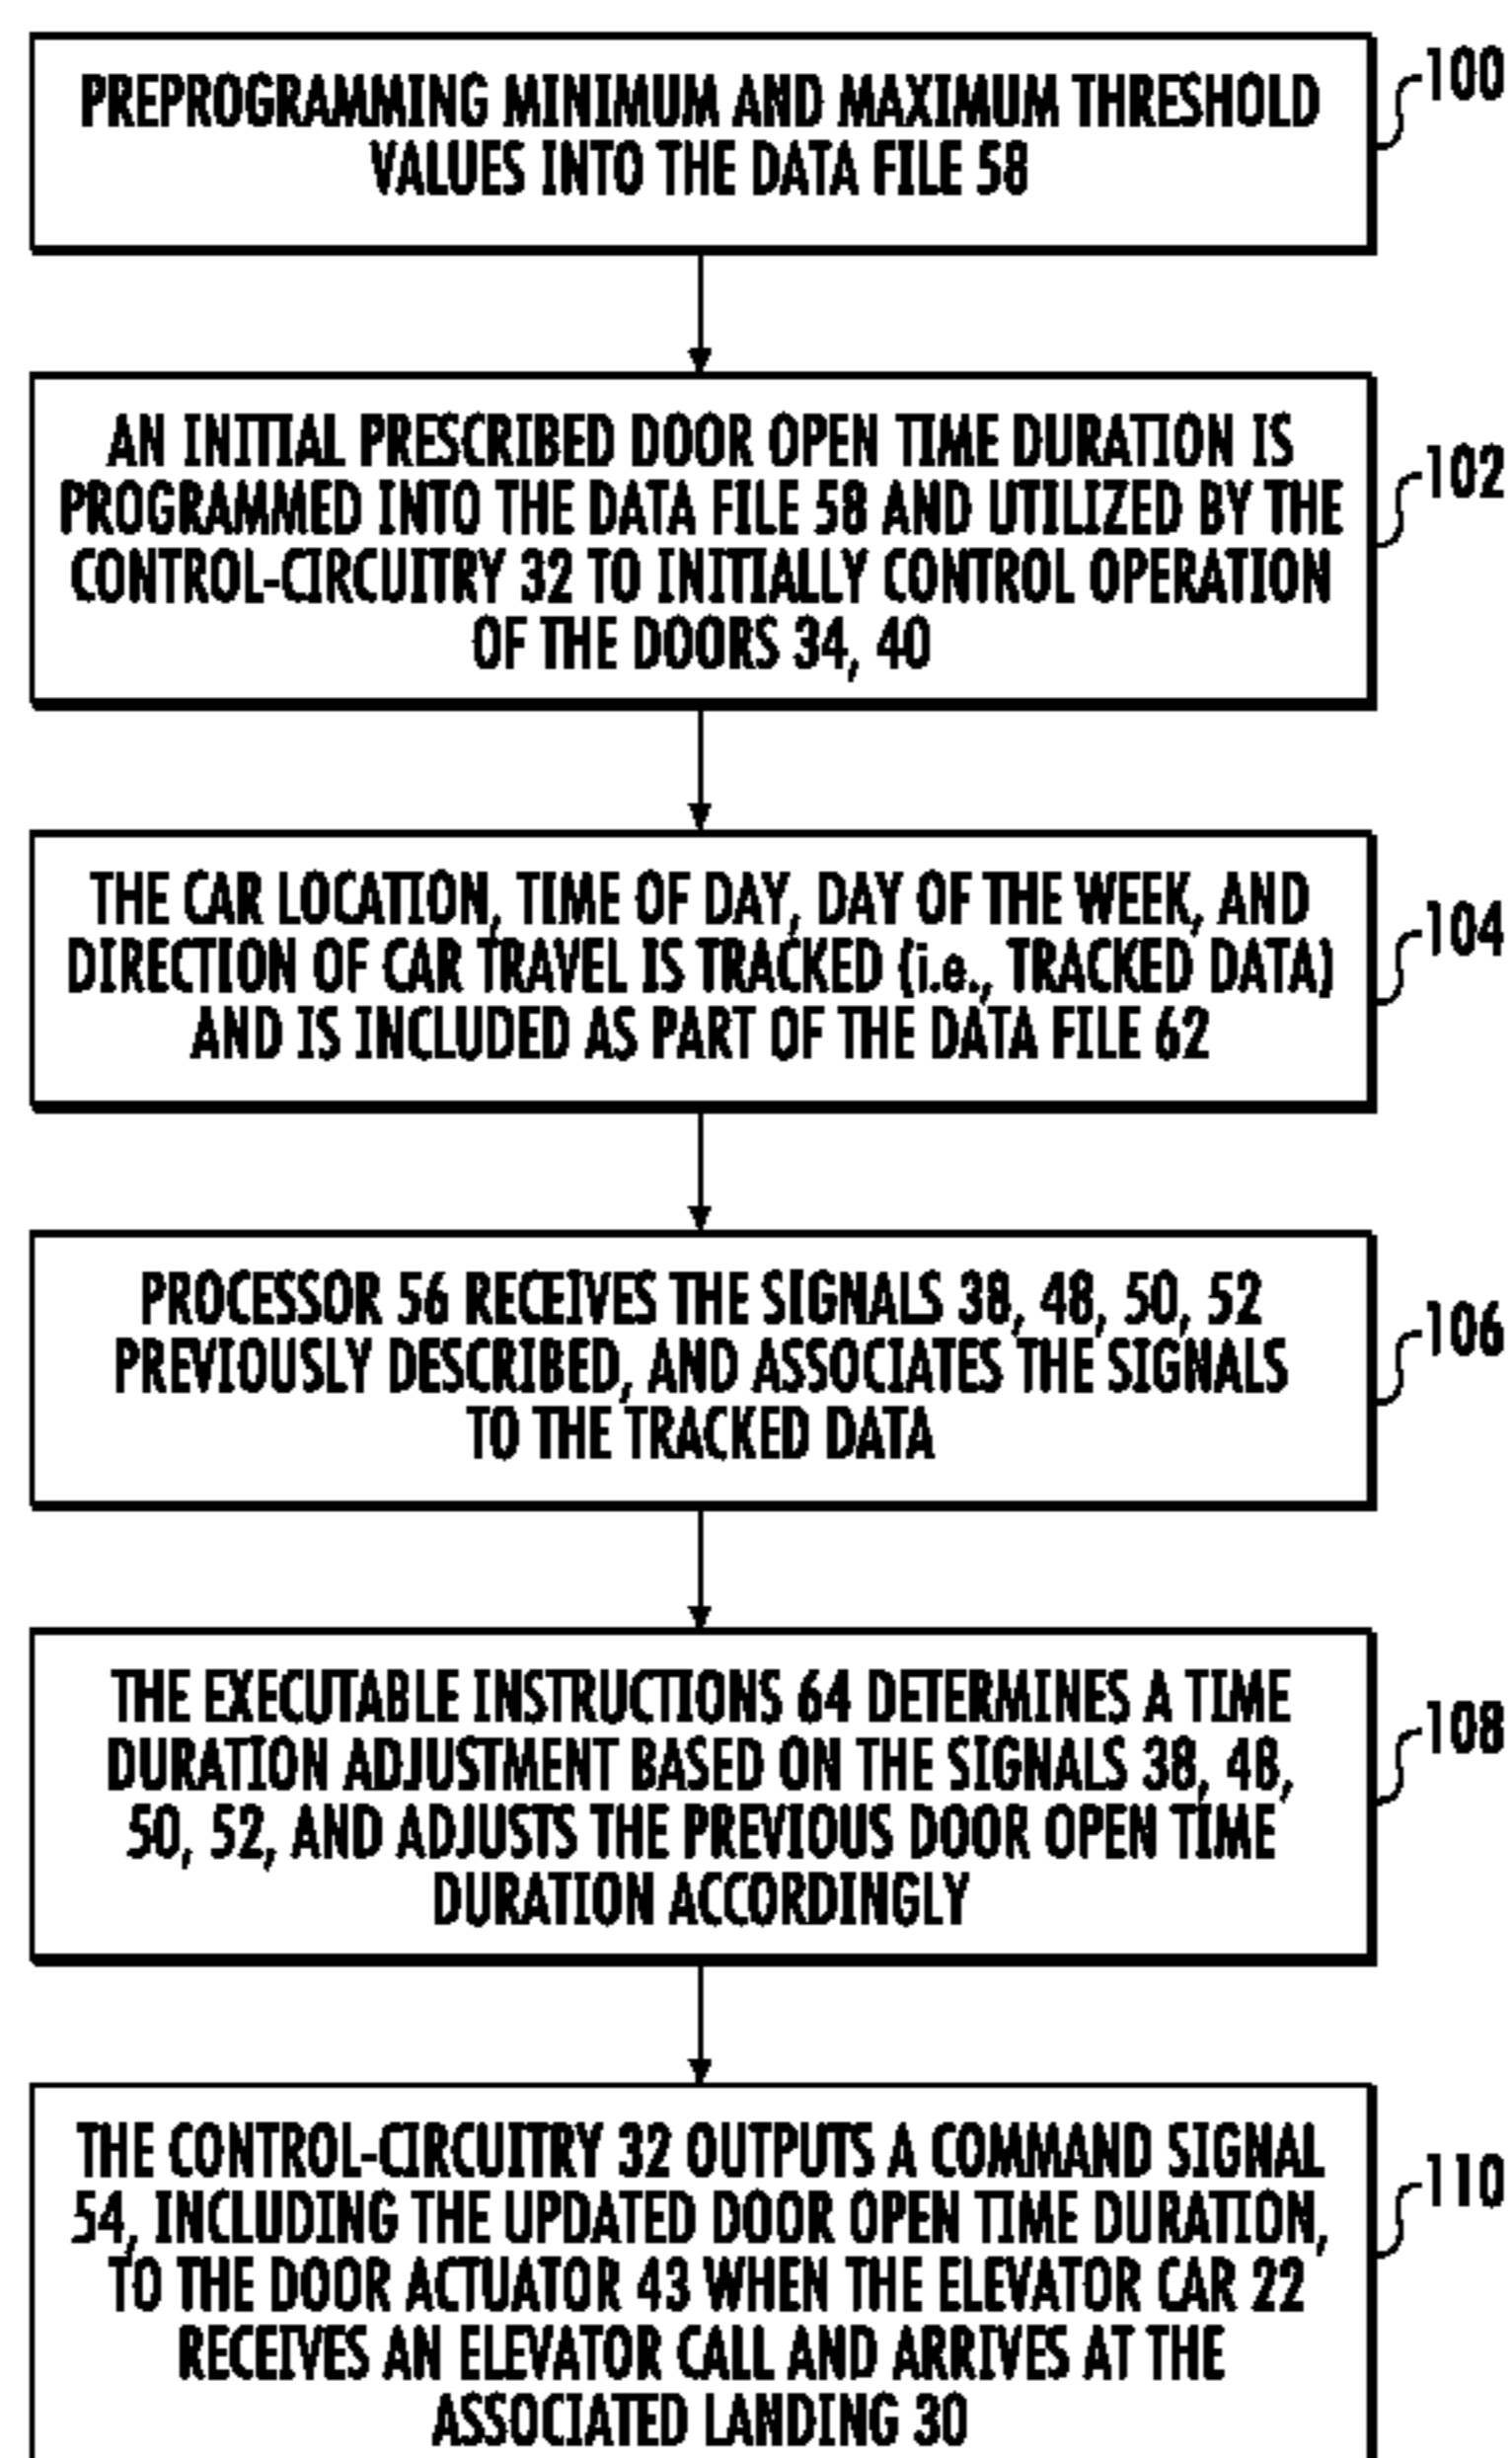 PREPROGRAMMING MINIMUM AND MAXIMUM THRESHOLD
VALUES INTO THE DATA FILE 58
100
AN INITIAL PRESCRIBED DOOR OPEN TIME DURATION IS
PROGRAMMED INTO THE DATA FILE 58 AND UTILIZED BY THE
CONTROL-CIRCUITRY 32 TO INITIALLY CONTROL OPERATION
OF THE DOORS 34, 40
102
THE CAR LOCATION, TIME OF DAY, DAY OF THE WEEK, AND
DIRECTION OF CAR TRAVEL IS TRACKED (i.e., TRACKED DATA)
AND IS INCLUDED AS PART OF THE DATA FILE 62
104
PROCESSOR 56 RECEIVES THE SIGNALS 38, 48, 50, 52
PREVIOUSLY DESCRIBED, AND ASSOCIATES THE SIGNALS
TO THE TRACKED DATA
106
THE EXECUTABLE INSTRUCTIONS 64 DETERMINES A TIME
DURATION ADJUSTMENT BASED ON THE SIGNALS 38, 48,
50, 52, AND ADJUSTS THE PREVIOUS DOOR OPEN TIME
DURATION ACCORDINGLY
108
THE CONTROL-CIRCUITRY 32 OUTPUTS A COMMAND SIGNAL
54, INCLUDING THE UPDATED DOOR OPEN TIME DURATION,
TO THE DOOR ACTUATOR 43 WHEN THE ELEVATOR CAR 22
RECEIVES AN ELEVATOR CALL AND ARRIVES AT THE
ASSOCIATED LANDING 30
110